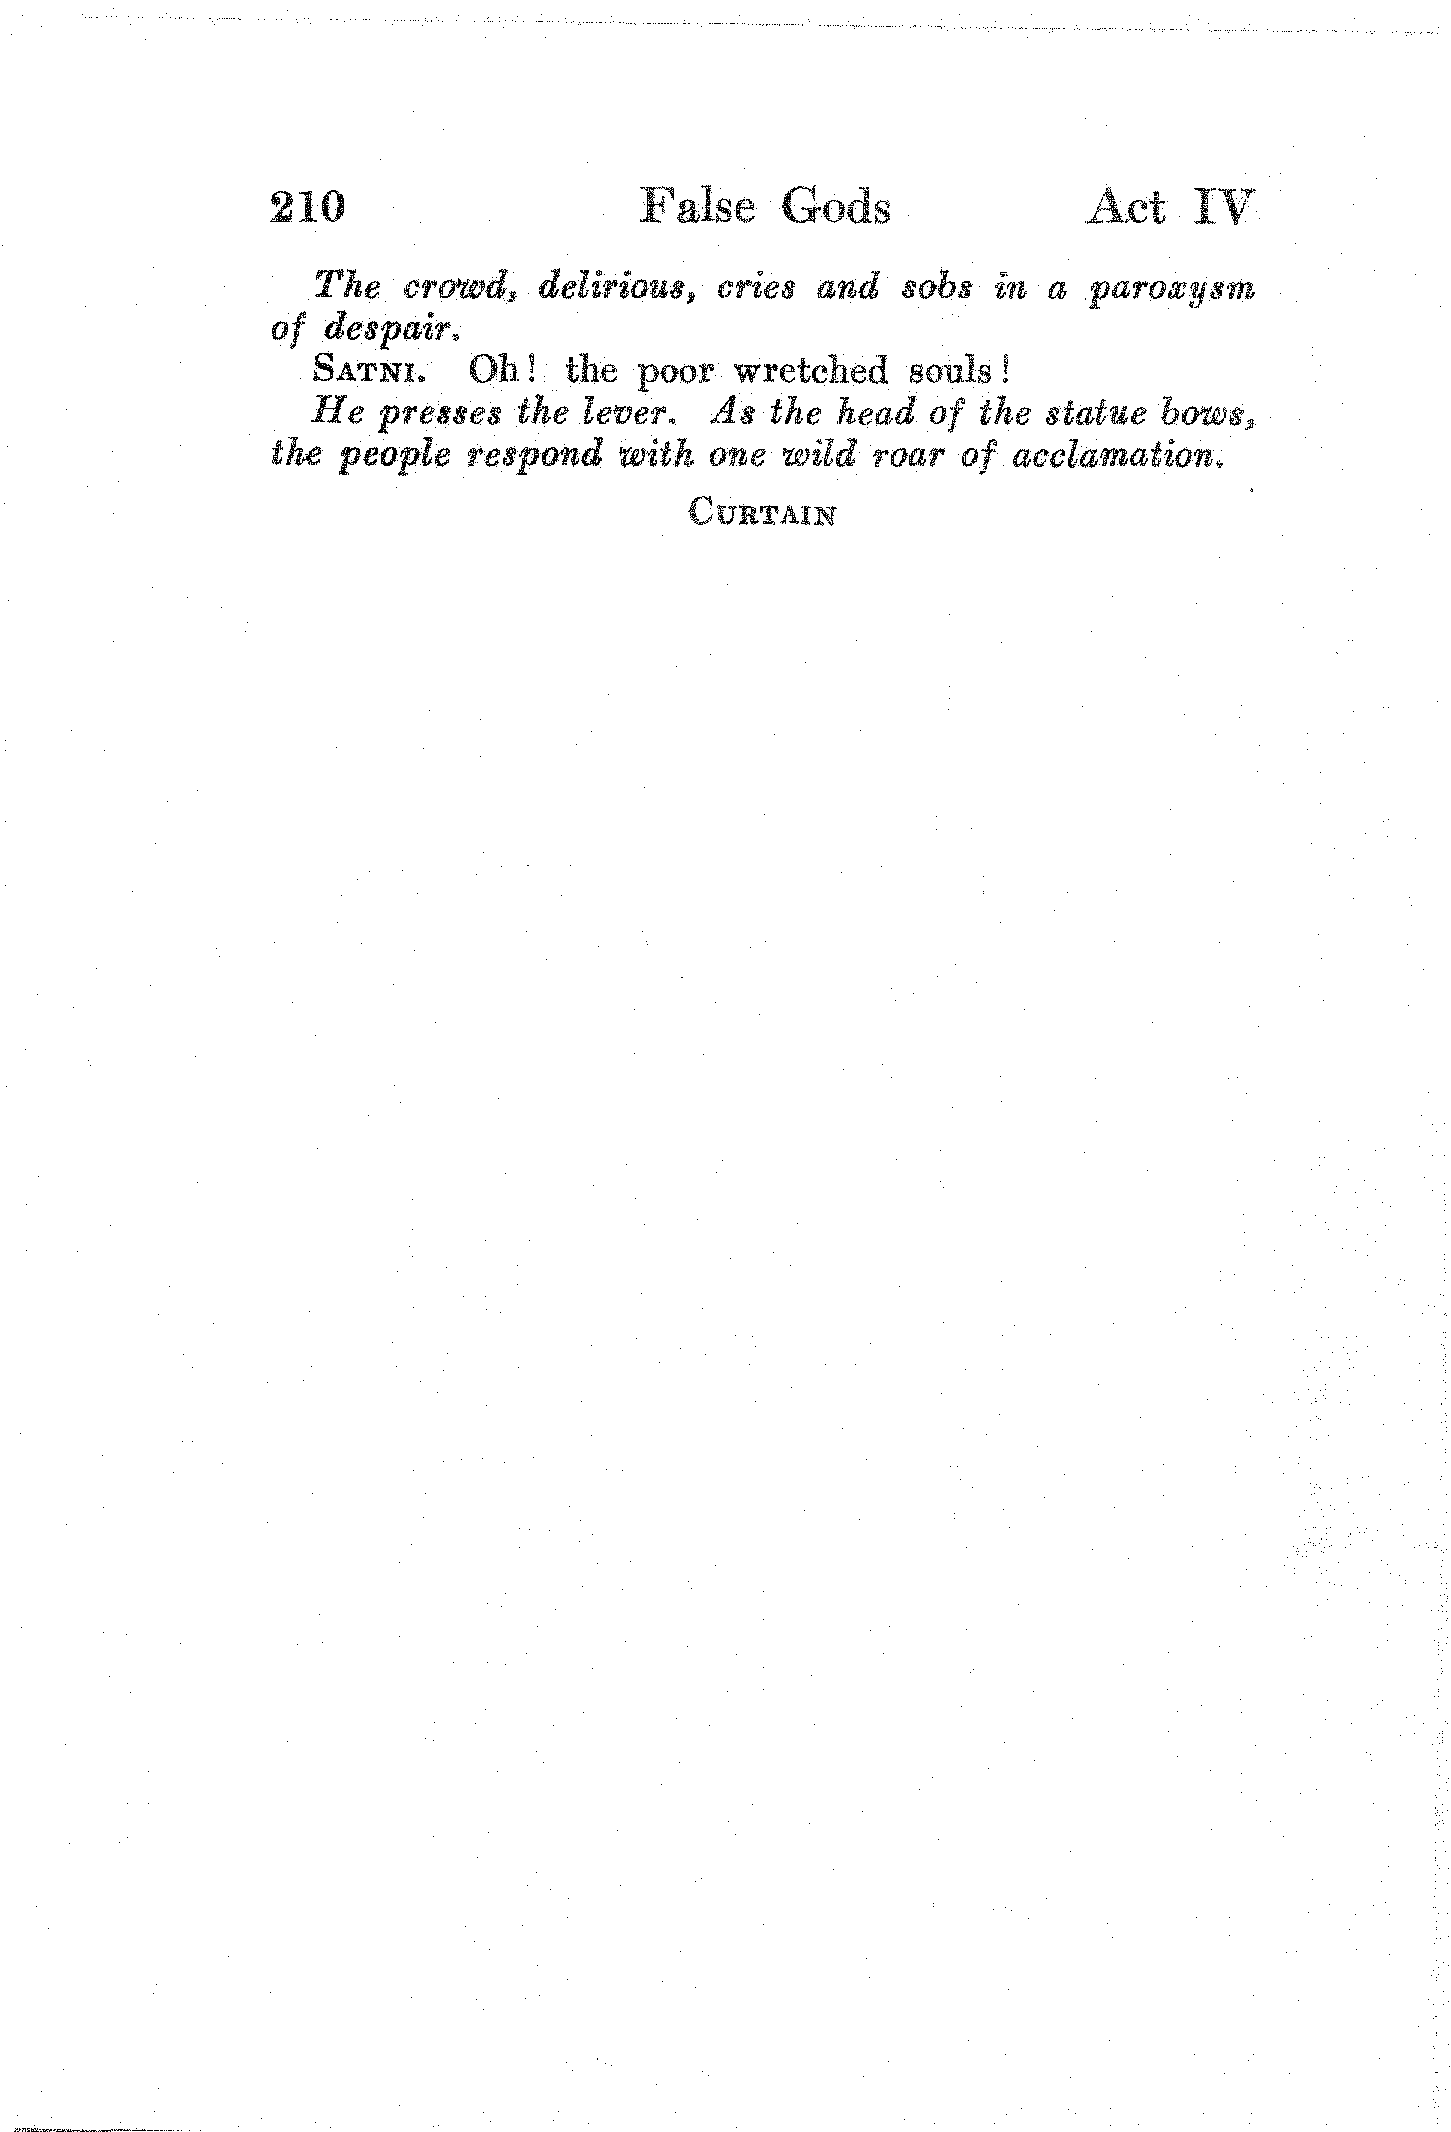 210 False Gods Act IV
The crowd, delirious, cries and sobs in a paroxysm
of despair.
SATNI. Oh! the poor wretched souls!
He presses the lever. As the head of the statue bows,
the people respond with one wild roar of acclamation.
CURTAIN